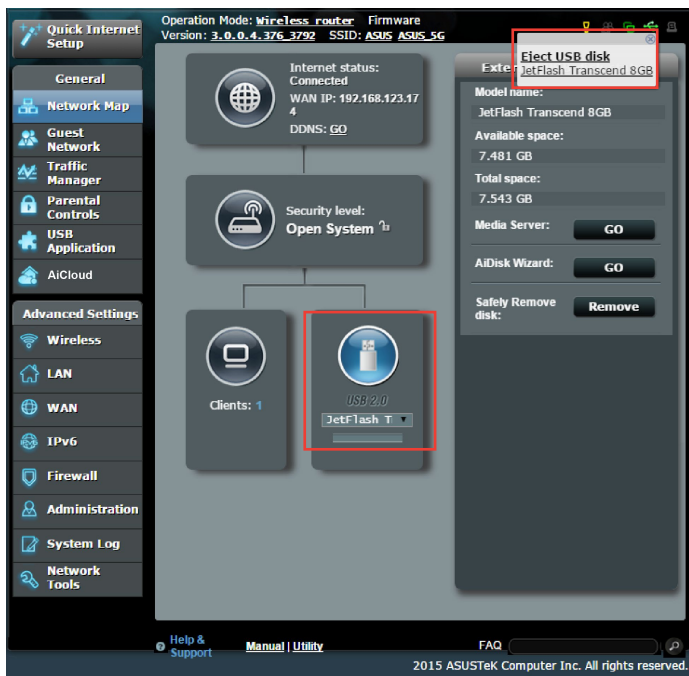 Quick Internet
Setup
Operation Mode: Wireless router Firmware
Version: 3.0.0.4.376_3792 SSID: ASUS ASUS_5G
General
Network Map
Guest
Network
Traffic
Manager
Parental
Controls
USB
Application
AiCloud
Advanced Settings
Wireless
LAN
WAN
IPv6
Firewall
Administration
System Log
Network
Tools
Internet status:
Connected
WAN IP: 192.168.123.17
4
DDNS: GO
Security level:
Open System
Clients: 1
USB 2.0
JetFlash T
Eject USB disk
JetFlash Transcend 8GB
Exte
Model name:
JetFlash Transcend 8GB
Available space:
7.481 GB
Total space:
7.543 GB
Media Server: GO
AiDisk Wizard: GO
Safely Remove
disk: Remove
Help &
Support
Manual | Utility
FAQ
2015 ASUSTeK Computer Inc. All rights reserved.